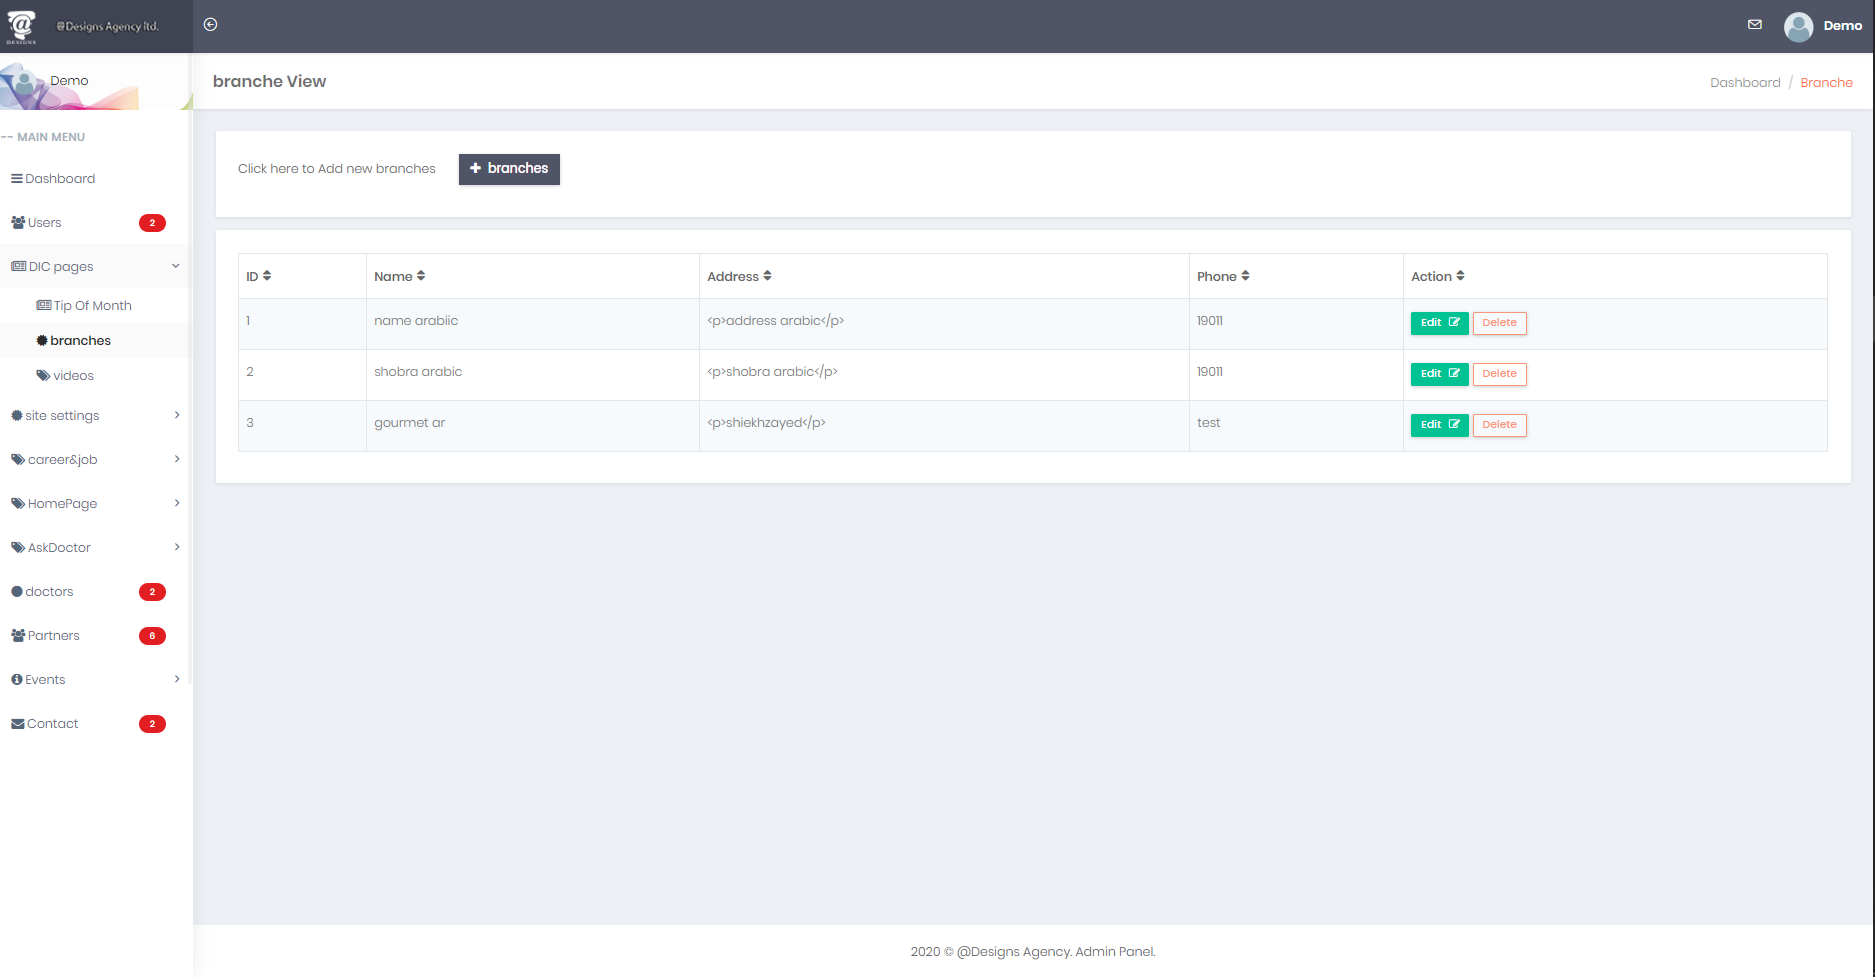 @Designs Agency ltd.
DESIGNS
Demo
Demo
branche View
Dashboard / Branche
-- MAIN MENU
Dashboard
Users 2
DIC pages
Tip Of Month
branches
videos
site settings
career&job
HomePage
AskDoctor
doctors 2
Partners 6
Events
Contact 2
Click here to Add new branches + branches
ID Name Address Phone Action
1 name arabiic <p>address arabic</p> 19011 Edit Delete
2 shobra arabic <p>shobra arabic</p> 19011 Edit Delete
3 gourmet ar <p>shiekhzayed</p> test Edit Delete
2020 © @Designs Agency. Admin Panel.